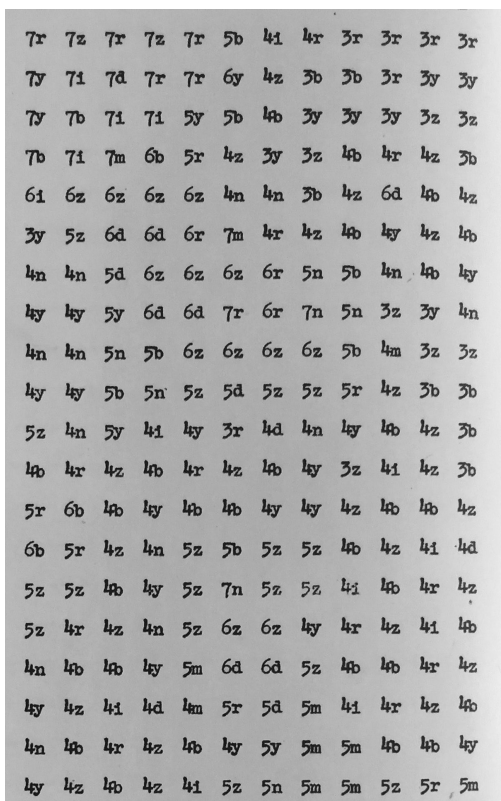 7r 7z 7r 7z 7r 5b 4i 4r 3r 3r 3r 3r
7y 7i 7d 7r 7r 6y 4z 3b 3b 3r 3y 3y
7y 7b 7i 7i 5y 5b 4b 3y 3y 3y 3z 3z
7b 7i 7m 6b 5r 4z 3y 3z 4b 4r 4z 3b
6i 6z 6z 6z 6z 4n 4n 3b 4z 6d 4b 4z
3y 5z 6d 6d 6r 7m 4r 4z 4b 4y 4z 4b
4n 4n 5d 6z 6z 6z 6r 5n 5b 4n 4b 4y
4y 4y 5y 6d 6d 7r 6r 7n 5n 3z 3y 4n
4n 4n 5n 5b 6z 6z 6z 6z 5b 4m 3z 3z
4y 4y 5b 5n 5z 5d 5z 5z 5r 4z 3b 3b
5z 4n 5y 4i 4y 3r 4d 4n 4y 4b 4z 3b
4b 4r 4z 4b 4r 4z 4b 4y 3z 4i 4z 3b
5r 6b 4b 4y 4b 4b 4y 4y 4z 4b 4b 4z
6b 5r 4z 4n 5z 5b 5z 5z 4b 4z 4i 4d
5z 5z 4b 4y 5z 7n 5z 5z 4i 4b 4r 4z
5z 4r 4z 4n 5z 6z 6z 4y 4r 4z 4i 4b
4n 4b 4b 4y 5m 6d 6d 5z 4b 4b 4r 4z
4y 4z 4i 4d 4m 5r 5d 5m 4i 4r 4z 4b
4n 4b 4r 4z 4b 4y 5y 5m 5m 4b 4b 4y
4y 4z 4b 4z 4i 5z 5n 5m 5m 5z 5r 5m